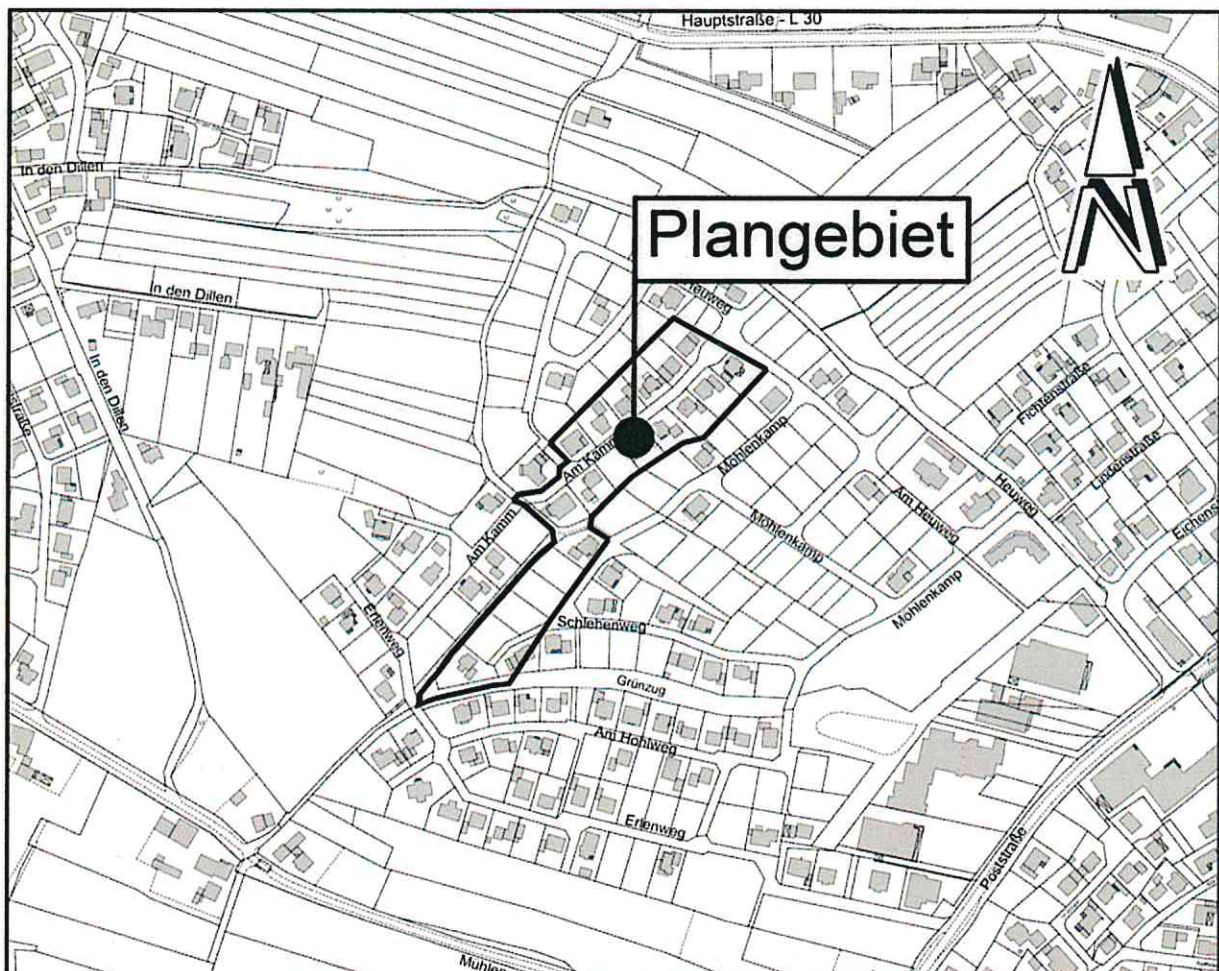 Hauptstraße - L 30
In den Dillen
Plangebiet
N
In den Dillen
Heuweg
In den Dillen
Fichtenstraße
Lindenstraße
Am Kamm
Möhlenkamp
Heuweg
Am Heuweg
Möhlenkamp
Am Kamm
Möhlenkamp
Erlenweg
Schlehenweg
Grünzug
Am Hohlweg
Erlenweg
Poststraße